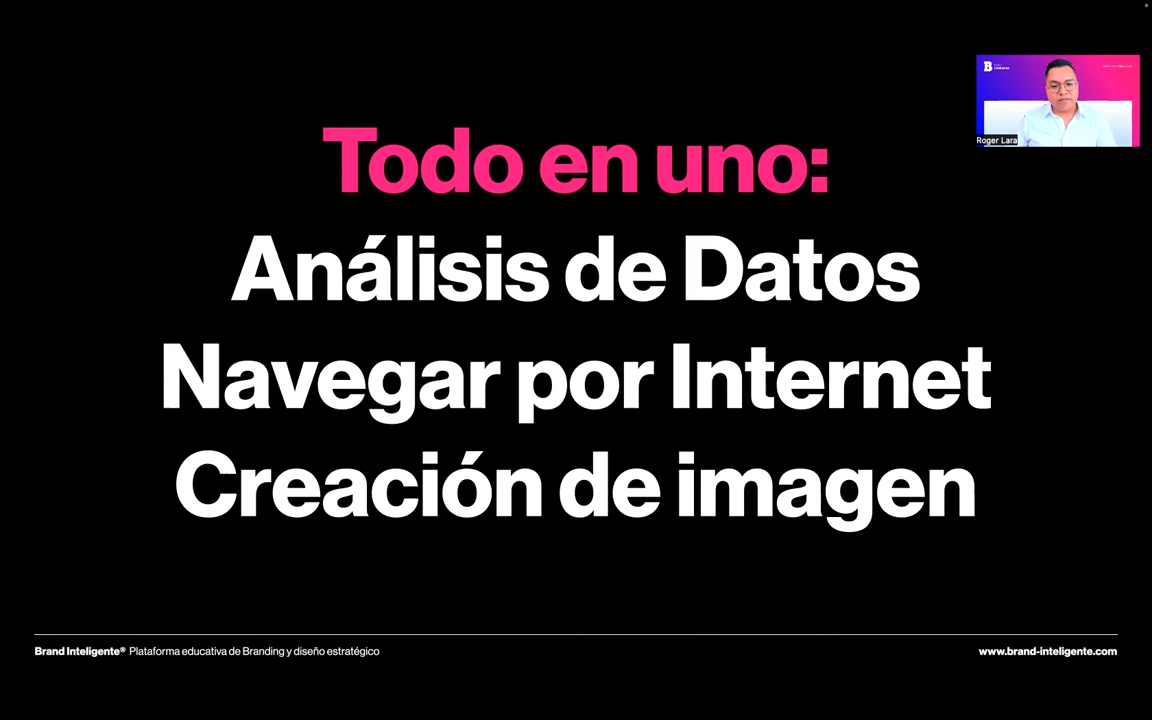 Todo en uno:
Análisis de Datos
Navegar por Internet
Creación de imagen
B
Roger Lara
Brand Inteligente® Plataforma educativa de Branding y diseño estratégico
www.brand-inteligente.com